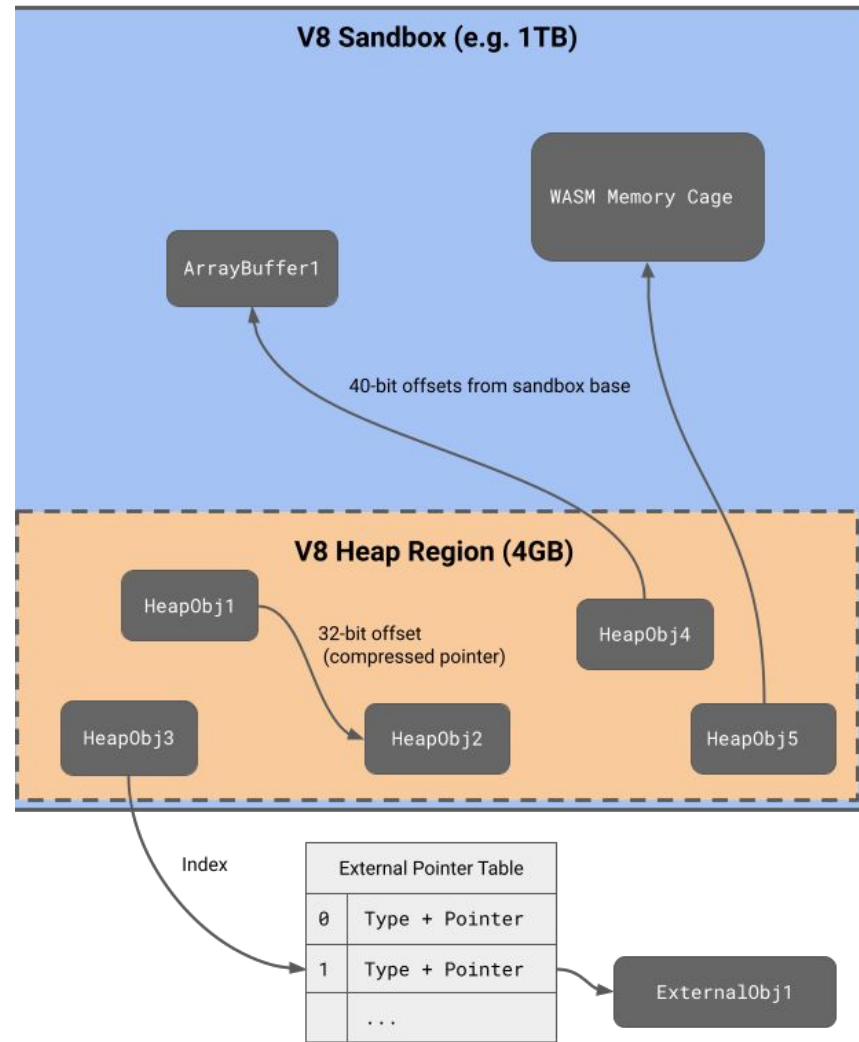 V8 Sandbox (e.g. 1TB)
WASM Memory Cage
ArrayBuffer1
40-bit offsets from sandbox base
V8 Heap Region (4GB)
HeapObj1
32-bit offset
(compressed pointer)
HeapObj4
HeapObj3
HeapObj2
HeapObj5
Index
External Pointer Table
0 Type + Pointer
1 Type + Pointer
...
ExternalObj1